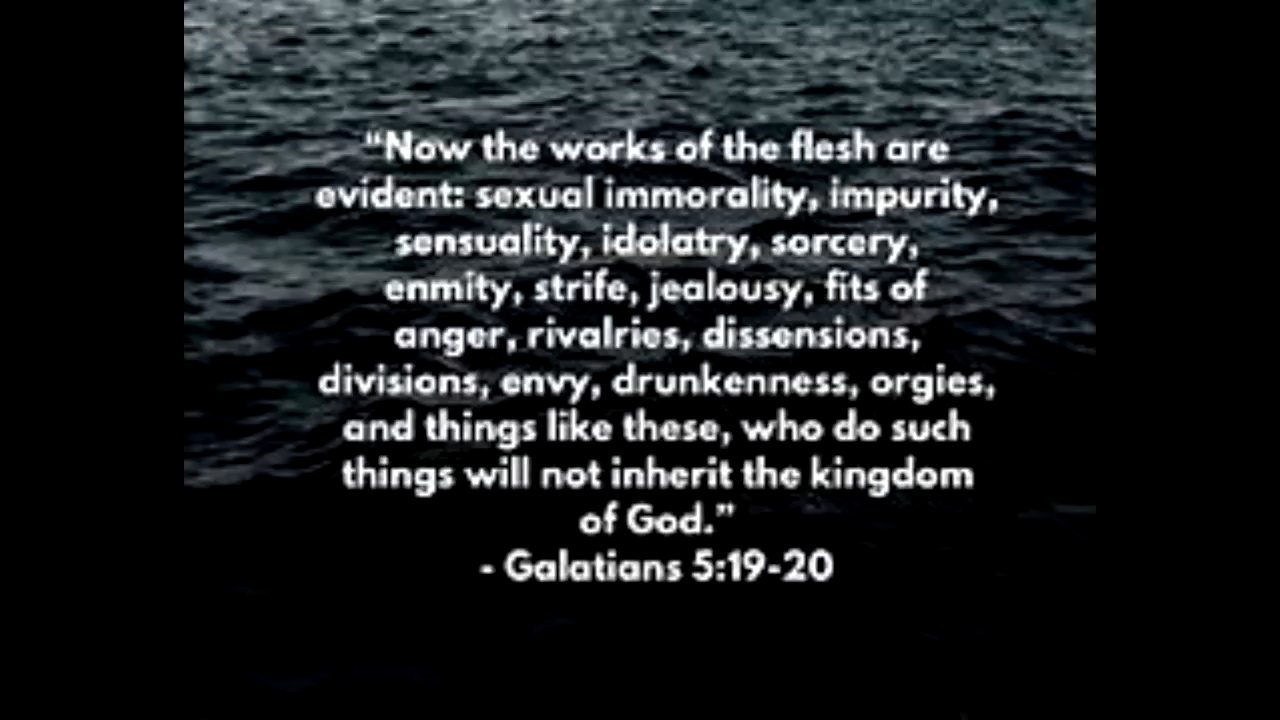 “Now the works of the flesh are
evident: sexual immorality, impurity,
sensuality, idolatry, sorcery,
enmity, strife, jealousy, fits of
anger, rivalries, dissensions,
divisions, envy, drunkenness, orgies,
and things like these, who do such
things will not inherit the kingdom
of God.”
- Galatians 5:19-20